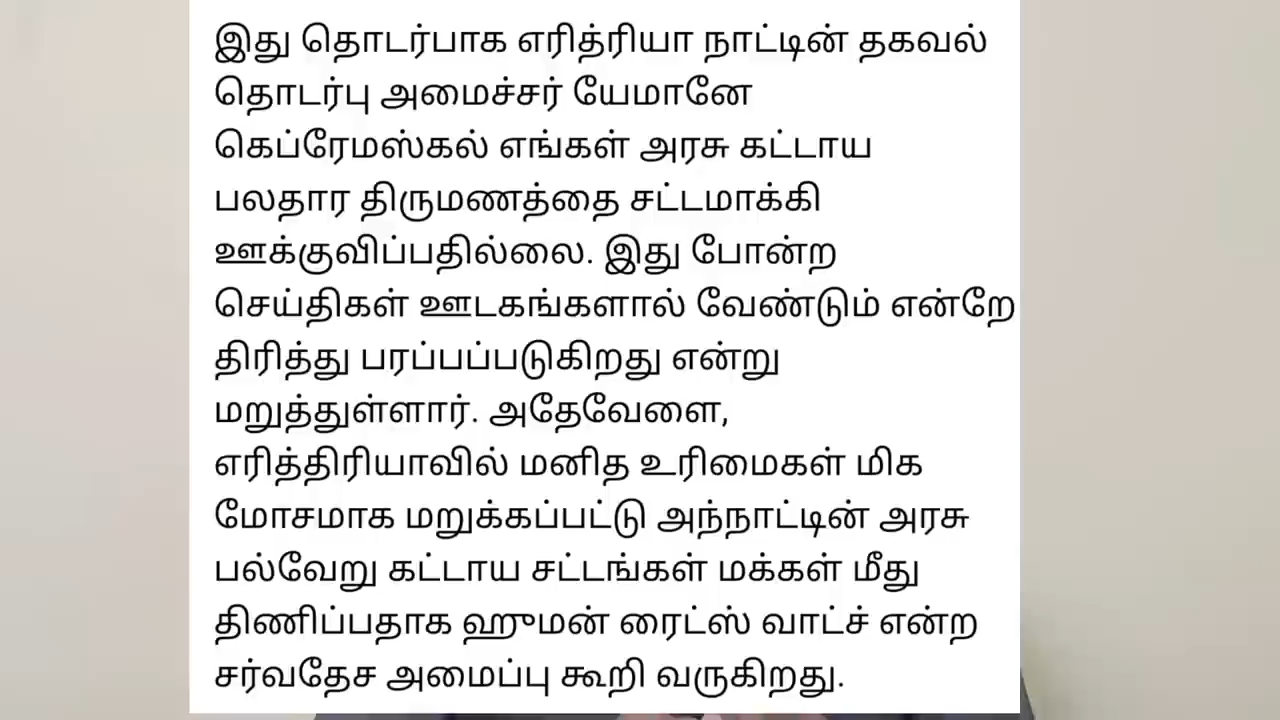 இது தொடர்பாக எரித்ரியா நாட்டின் தகவல்
தொடர்பு அமைச்சர் யேமானே
கெப்ரேமஸ்கல் எங்கள் அரசு கட்டாய
பலதார திருமணத்தை சட்டமாக்கி
ஊக்குவிப்பதில்லை. இது போன்ற
செய்திகள் ஊடகங்களால் வேண்டும் என்றே
திரித்து பரப்பப்படுகிறது என்று
மறுத்துள்ளார். அதேவேளை,
எரித்திரியாவில் மனித உரிமைகள் மிக
மோசமாக மறுக்கப்பட்டு அந்நாட்டின் அரசு
பல்வேறு கட்டாய சட்டங்கள் மக்கள் மீது
திணிப்பதாக ஹுமன் ரைட்ஸ் வாட்ச் என்ற
சர்வதேச அமைப்பு கூறி வருகிறது.